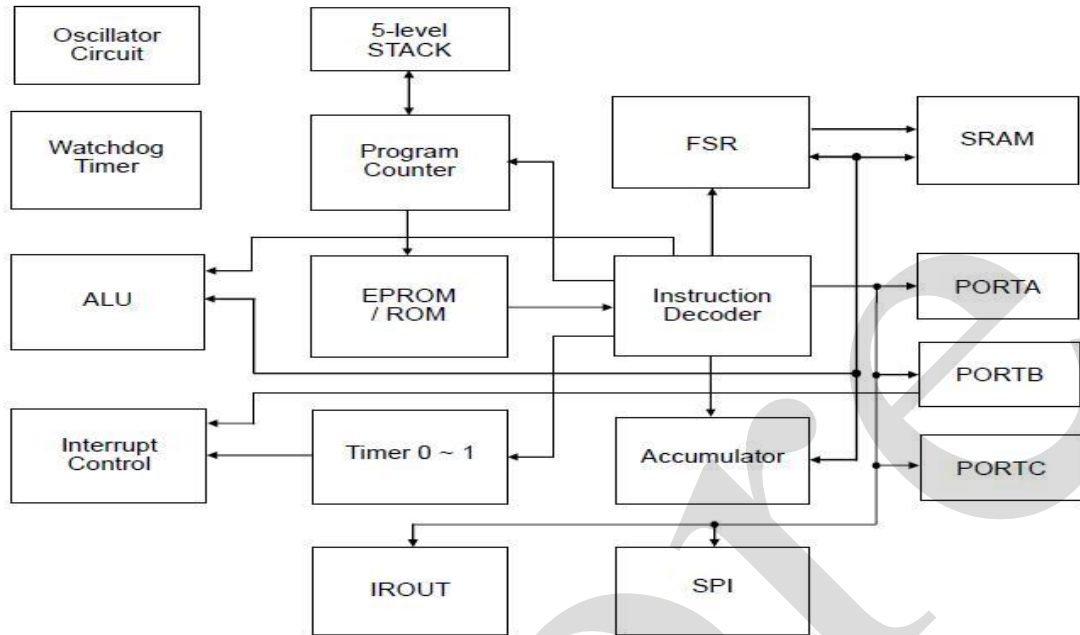 Oscillator
Circuit
5-level
STACK
Watchdog
Timer
Program
Counter
FSR
SRAM
ALU
EPROM
/ ROM
Instruction
Decoder
PORTA
PORTB
Interrupt
Control
Timer 0 ~ 1
Accumulator
PORTC
IROUT
SPI